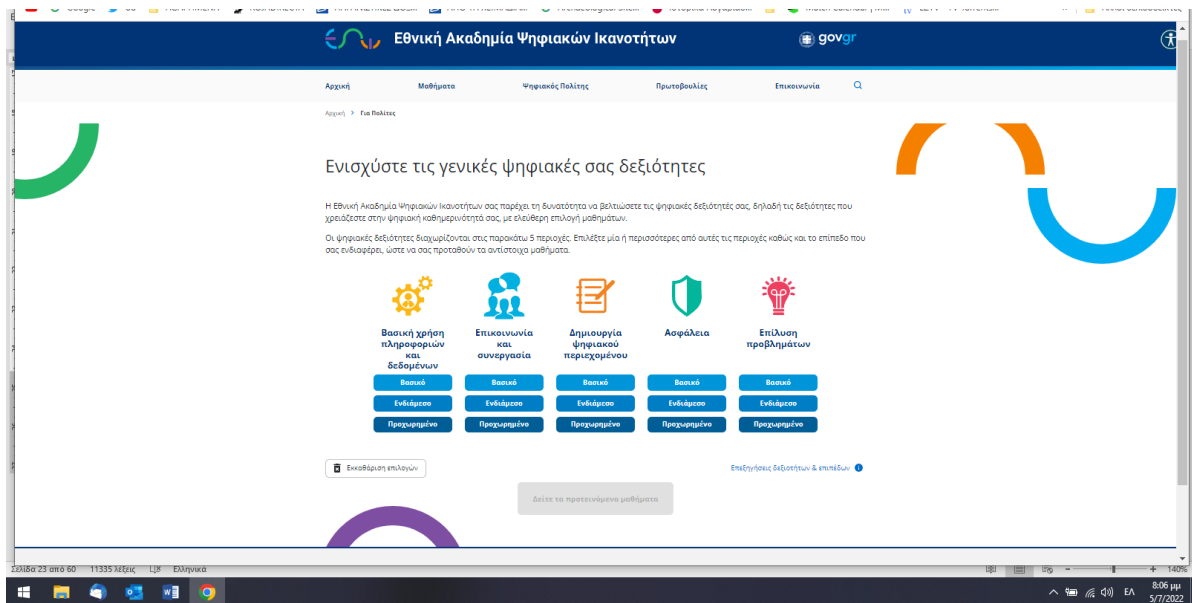 Google
Εθνική Ακαδημία Ψηφιακών Ικανοτήτων
govgr
Αρχική Μαθήματα Ψηφιακός Πολίτης Πρωτοβουλίες Επικοινωνία
Αρχική > Για Πολίτες
Ενισχύστε τις γενικές ψηφιακές σας δεξιότητες
Η Εθνική Ακαδημία Ψηφιακών Ικανοτήτων σας παρέχει τη δυνατότητα να βελτιώσετε τις ψηφιακές δεξιότητές σας, δηλαδή τις δεξιότητες που
χρειάζεστε στην ψηφιακή καθημερινότητά σας, με ελεύθερη επιλογή μαθημάτων.
Οι ψηφιακές δεξιότητες διαχωρίζονται στις παρακάτω 5 περιοχές. Επιλέξτε μία ή περισσότερες από αυτές τις περιοχές καθώς και το επίπεδο που
σας ενδιαφέρει, ώστε να σας προταθούν τα αντίστοιχα μαθήματα.
Βασική χρήση
πληροφοριών
και
δεδομένων
Επικοινωνία
και
συνεργασία
Δημιουργία
ψηφιακού
περιεχομένου
Ασφάλεια
Επίλυση
προβλημάτων
Βασικό Βασικό Βασικό Βασικό Βασικό
Ενδιάμεσο Ενδιάμεσο Ενδιάμεσο Ενδιάμεσο Ενδιάμεσο
Προχωρημένο Προχωρημένο Προχωρημένο Προχωρημένο Προχωρημένο
Εκκαθάριση επιλογών
Επεξηγήσεις δεξιοτήτων & επιπέδων
Δείτε τα προτεινόμενα μαθήματα
Σελίδα 23 από 60 11335 λέξεις Ελληνικά
140%
ΕΛ
8:06 μμ
5/7/2022